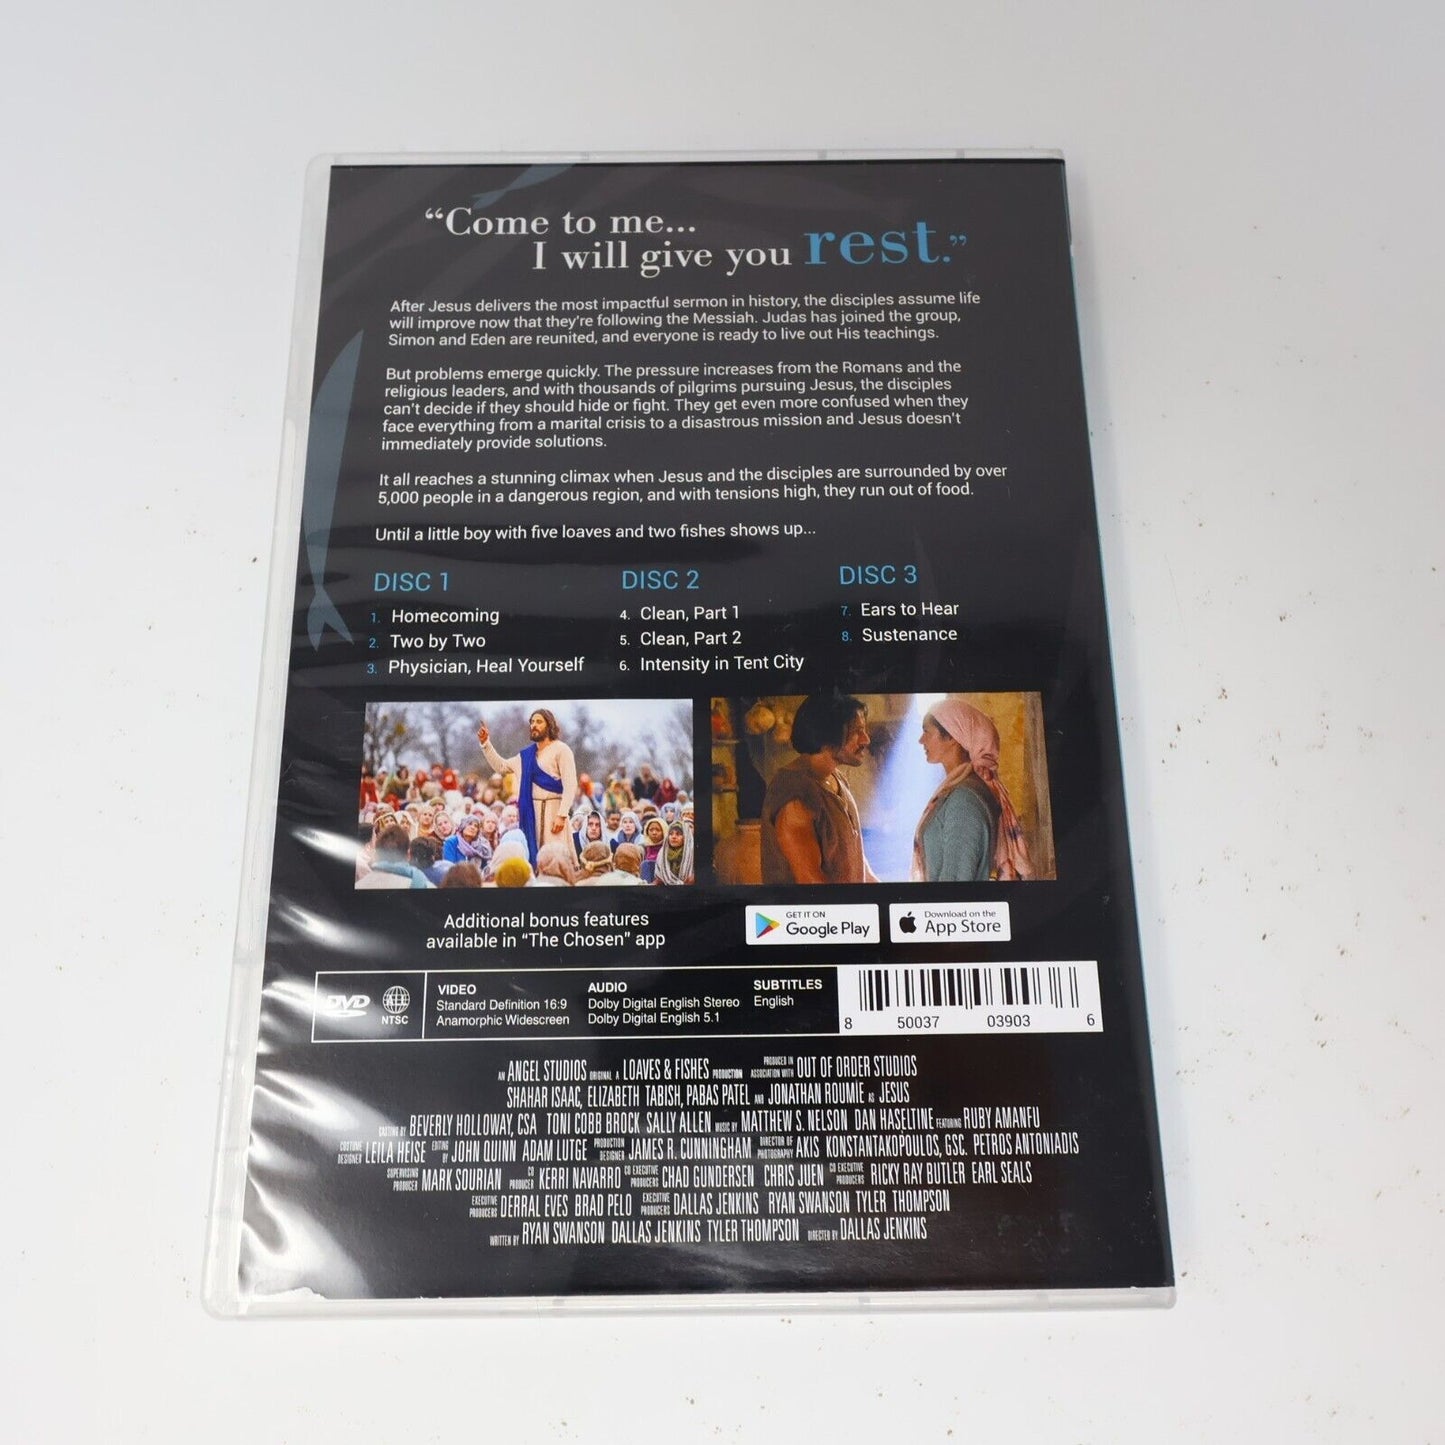 “Come to me...
I will give you rest.”
After Jesus delivers the most impactful sermon in history, the disciples assume life
will improve now that they're following the Messiah. Judas has joined the group,
Simon and Eden are reunited, and everyone is ready to live out His teachings.
But problems emerge quickly. The pressure increases from the Romans and the
religious leaders, and with thousands of pilgrims pursuing Jesus, the disciples
can't decide if they should hide or fight. They get even more confused when they
face everything from a marital crisis to a disastrous mission and Jesus doesn't
immediately provide solutions.
It all reaches a stunning climax when Jesus and the disciples are surrounded by over
5,000 people in a dangerous region, and with tensions high, they run out of food.
Until a little boy with five loaves and two fishes shows up...
DISC 1
1. Homecoming
2. Two by Two
3. Physician, Heal Yourself
DISC 2
4. Clean, Part 1
5. Clean, Part 2
6. Intensity in Tent City
DISC 3
7. Ears to Hear
8. Sustenance
Additional bonus features
available in “The Chosen” app
GET IT ON
Google Play
Download on the
App Store
DVD
ALL
NTSC
VIDEO
Standard Definition 16:9
Anamorphic Widescreen
AUDIO
Dolby Digital English Stereo
Dolby Digital English 5.1
SUBTITLES
English
8 50037 03903 6
AN ANGEL STUDIOS ORIGINAL A LOAVES & FISHES PRODUCTION PRODUCED IN ASSOCIATION WITH OUT OF ORDER STUDIOS
SHAHAR ISAAC, ELIZABETH TABISH, PARAS PATEL AND JONATHAN ROUMIE AS JESUS
CASTING BY BEVERLY HOLLOWAY, CSA TONI COBB BROCK SALLY ALLEN MUSIC BY MATTHEW S. NELSON DAN HASELTINE FEATURING RUBY AMANFU
COSTUME DESIGNER LEILA HEISE EDITING BY JOHN QUINN ADAM LUTGE PRODUCTION DESIGNER JAMES R. CUNNINGHAM DIRECTOR OF PHOTOGRAPHY AKIS KONSTANTAKOPOULOS, GSC. PETROS ANTONIADIS
SUPERVISING PRODUCER MARK SOURIAN CO PRODUCER KERRI NAVARRO CO EXECUTIVE PRODUCERS CHAD GUNDERSEN CHRIS JUEN CO EXECUTIVE PRODUCERS RICKY RAY BUTLER EARL SEALS
EXECUTIVE PRODUCERS DERRAL EVES BRAD PELO EXECUTIVE PRODUCERS DALLAS JENKINS RYAN SWANSON TYLER THOMPSON
WRITTEN BY RYAN SWANSON DALLAS JENKINS TYLER THOMPSON DIRECTED BY DALLAS JENKINS